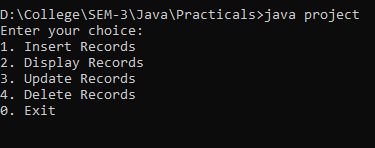 D:\College\SEM-3\Java\Practicals>java project
Enter your choice:
1. Insert Records
2. Display Records
3. Update Records
4. Delete Records
0. Exit